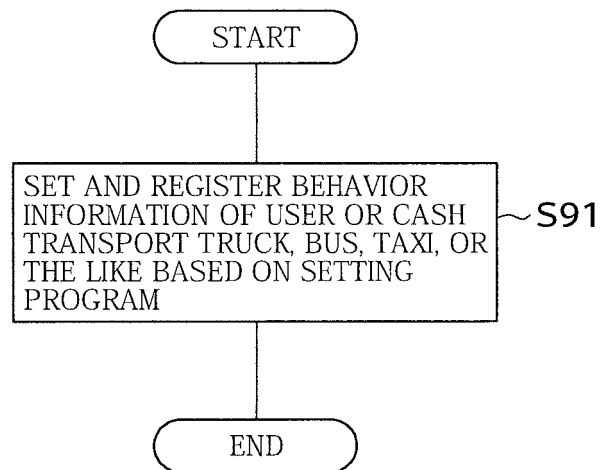 START
SET AND REGISTER BEHAVIOR
INFORMATION OF USER OR CASH
TRANSPORT TRUCK, BUS, TAXI, OR
THE LIKE BASED ON SETTING
PROGRAM
S91
END